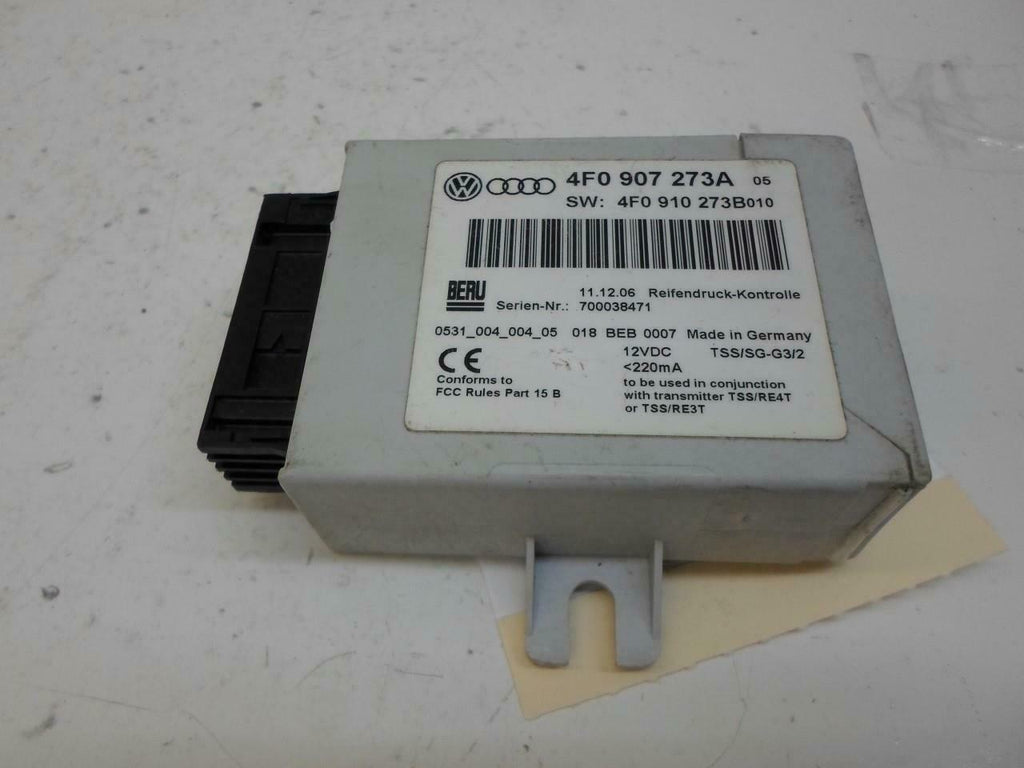 4F0 907 273A 05
SW: 4F0 910 273B010
BERU
11.12.06 Reifendruck-Kontrolle
Serien-Nr.: 700038471
0531_004_004_05 018 BEB 0007 Made in Germany
CE
12VDC TSS/SG-G3/2
<220mA
Conforms to
FCC Rules Part 15 B
to be used in conjunction
with transmitter TSS/RE4T
or TSS/RE3T